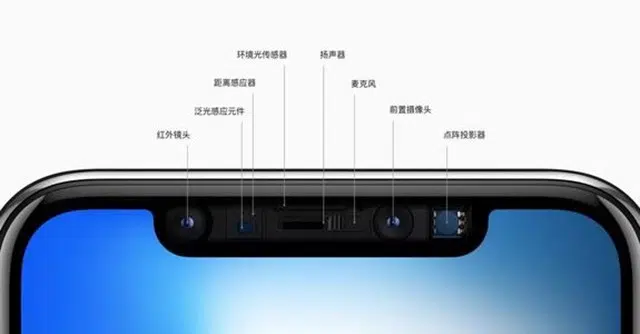 环境光传感器
扬声器
距离感应器
麦克风
泛光感应元件
前置摄像头
红外镜头
点阵投影器